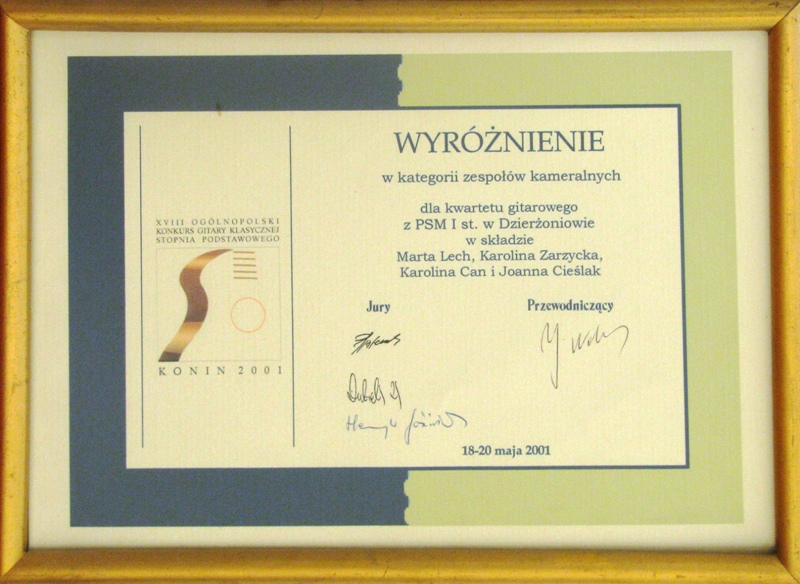 XVIII OGÓLNOPOLSKI
KONKURS GITARY KLASYCZNEJ
STOPNIA PODSTAWOWEGO
KONIN 2001
WYRÓŻNIENIE
w kategorii zespołów kameralnych
dla kwartetu gitarowego
z PSM I st. w Dzierżoniowie
w składzie
Marta Lech, Karolina Zarzycka,
Karolina Can i Joanna Cieślak
Jury
Przewodniczący
18-20 maja 2001